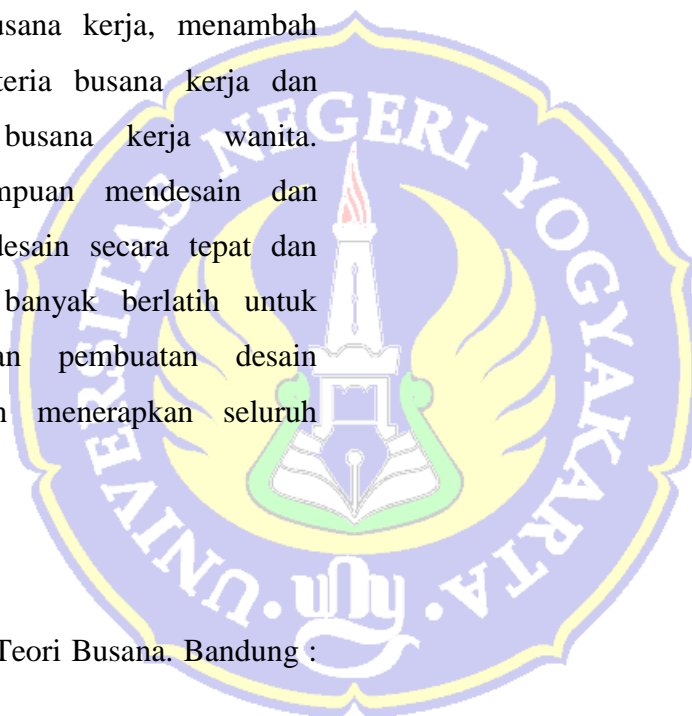 usana kerja, menambah
teria busana kerja dan
busana kerja wanita.
mpuan mendesain dan
desain secara tepat dan
banyak berlatih untuk
an pembuatan desain
n menerapkan seluruh
Teori Busana. Bandung :
UNIVERSITAS NEGERI YOGYAKARTA
uny